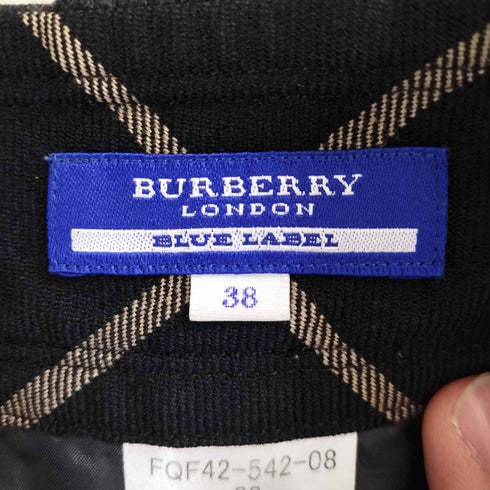 BURBERRY
LONDON
BLUE LABEL
38
FQF42-542-08